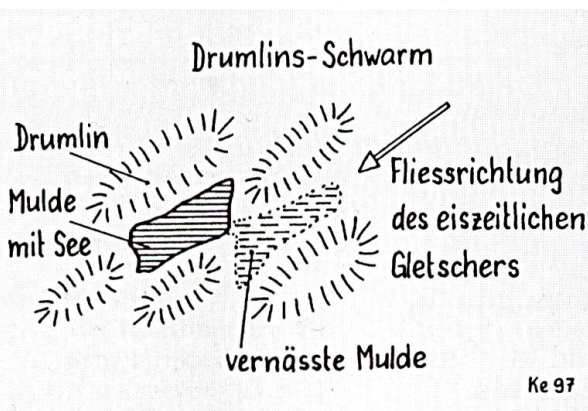 Drumlins-Schwarm
Drumlin
Mulde
mit See
Fliessrichtung
des eiszeitlichen
Gletschers
vernässte Mulde
Ke 97